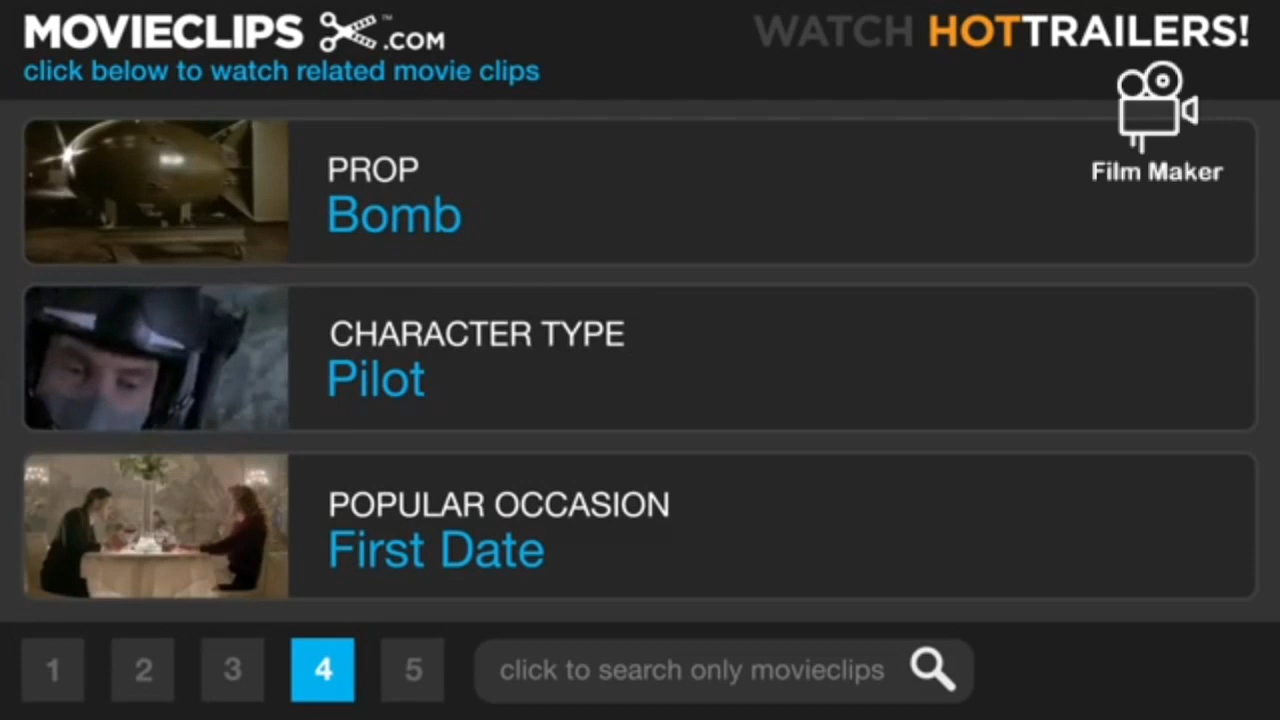 MOVIECLIPS .COM
WATCH HOTTRAILERS!
click below to watch related movie clips
Film Maker
PROP
Bomb
CHARACTER TYPE
Pilot
POPULAR OCCASION
First Date
1 2 3 4 5 click to search only movieclips